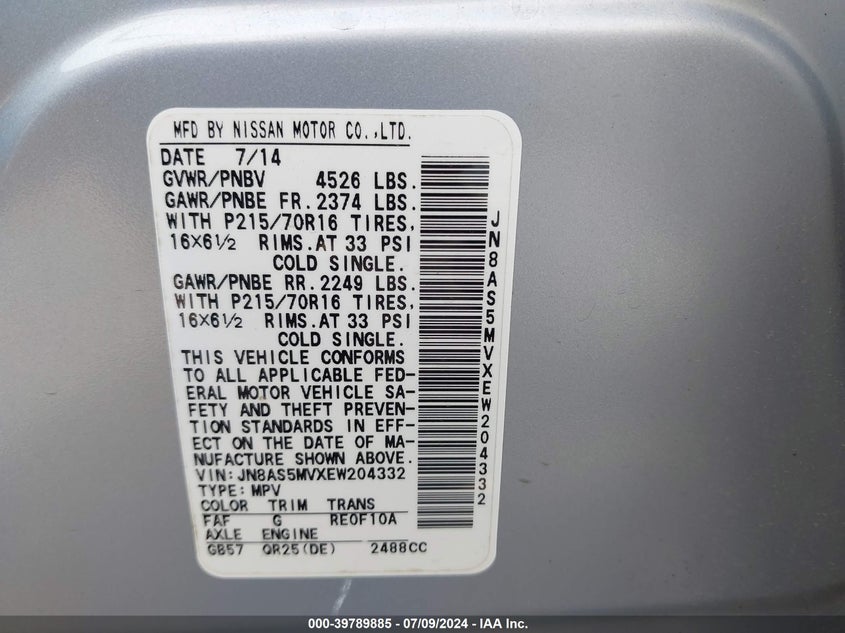 MFD BY NISSAN MOTOR CO.,LTD.
DATE 7/14
GVWR/PNBV 4526 LBS.
GAWR/PNBE FR. 2374 LBS.
WITH P215/70R16 TIRES,
16X6½ RIMS.AT 33 PSI
COLD SINGLE.
GAWR/PNBE RR. 2249 LBS.
WITH P215/70R16 TIRES,
16X6½ RIMS.AT 33 PSI
COLD SINGLE.
THIS VEHICLE CONFORMS
TO ALL APPLICABLE FED-
ERAL MOTOR VEHICLE SA-
FETY AND THEFT PREVEN-
TION STANDARDS IN EFF-
ECT ON THE DATE OF MA-
NUFACTURE SHOWN ABOVE.
VIN:JN8AS5MVXEW204332
TYPE:MPV
COLOR TRIM TRANS
FAF G RE0F10A
AXLE ENGINE
GB57 QR25(DE) 2488CC
JN8AS5MVXEW204332
000-39789885 - 07/09/2024 - IAA Inc.